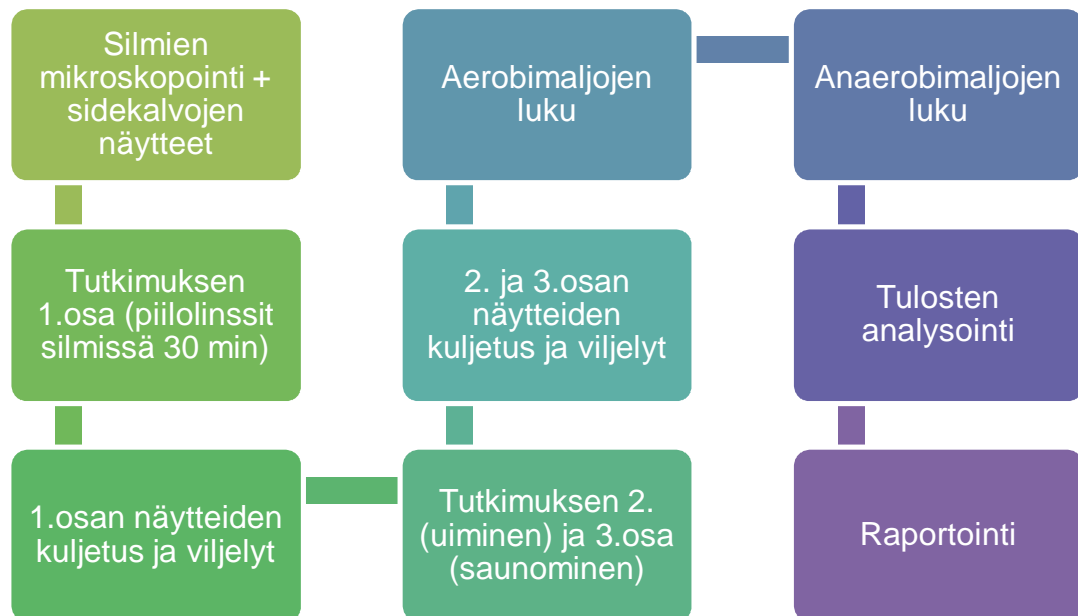 Silmien
mikroskopointi +
sidekalvojen
näytteet
Tutkimuksen
1.osa (piilolinssit
silmissä 30 min)
1.osan näytteiden
kuljetus ja viljelyt
Tutkimuksen 2.
(uiminen) ja 3.osa
(saunominen)
2. ja 3.osan
näytteiden
kuljetus ja viljelyt
Aerobimaljojen
luku
Anaerobimaljojen
luku
Tulosten
analysointi
Raportointi